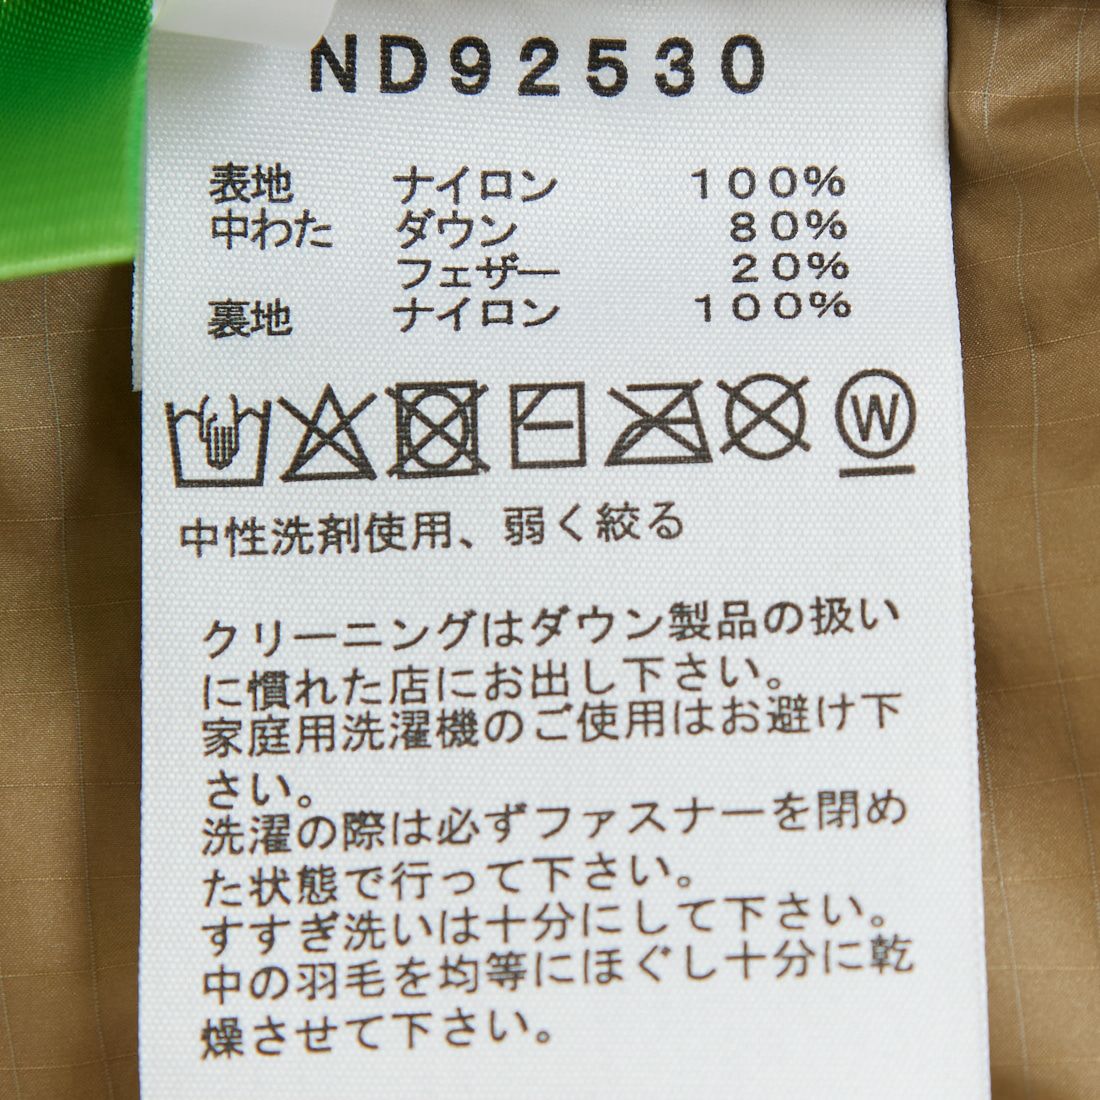 ND92530
表地 ナイロン 100%
中わた ダウン 80%
フェザー 20%
裏地 ナイロン 100%
W
中性洗剤使用、弱く絞る
クリーニングはダウン製品の扱い
に慣れた店にお出し下さい。
家庭用洗濯機のご使用はお避け下
さい。
洗濯の際は必ずファスナーを閉め
た状態で行って下さい。
すすぎ洗いは十分にして下さい。
中の羽毛を均等にほぐし十分に乾
燥させて下さい。